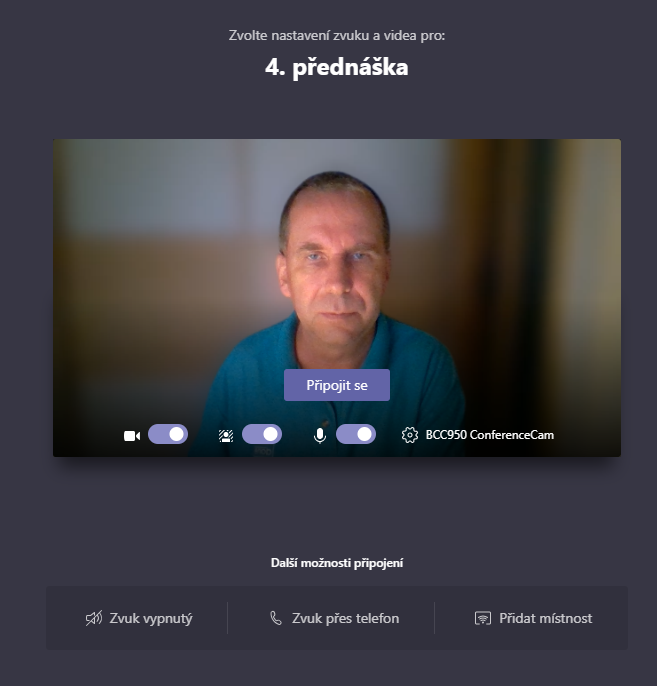 Zvolte nastavení zvuku a videa pro:
4. přednáška
Připojit se
BCC950 ConferenceCam
Další možnosti připojení
Zvuk vypnutý
Zvuk přes telefon
Přidat místnost